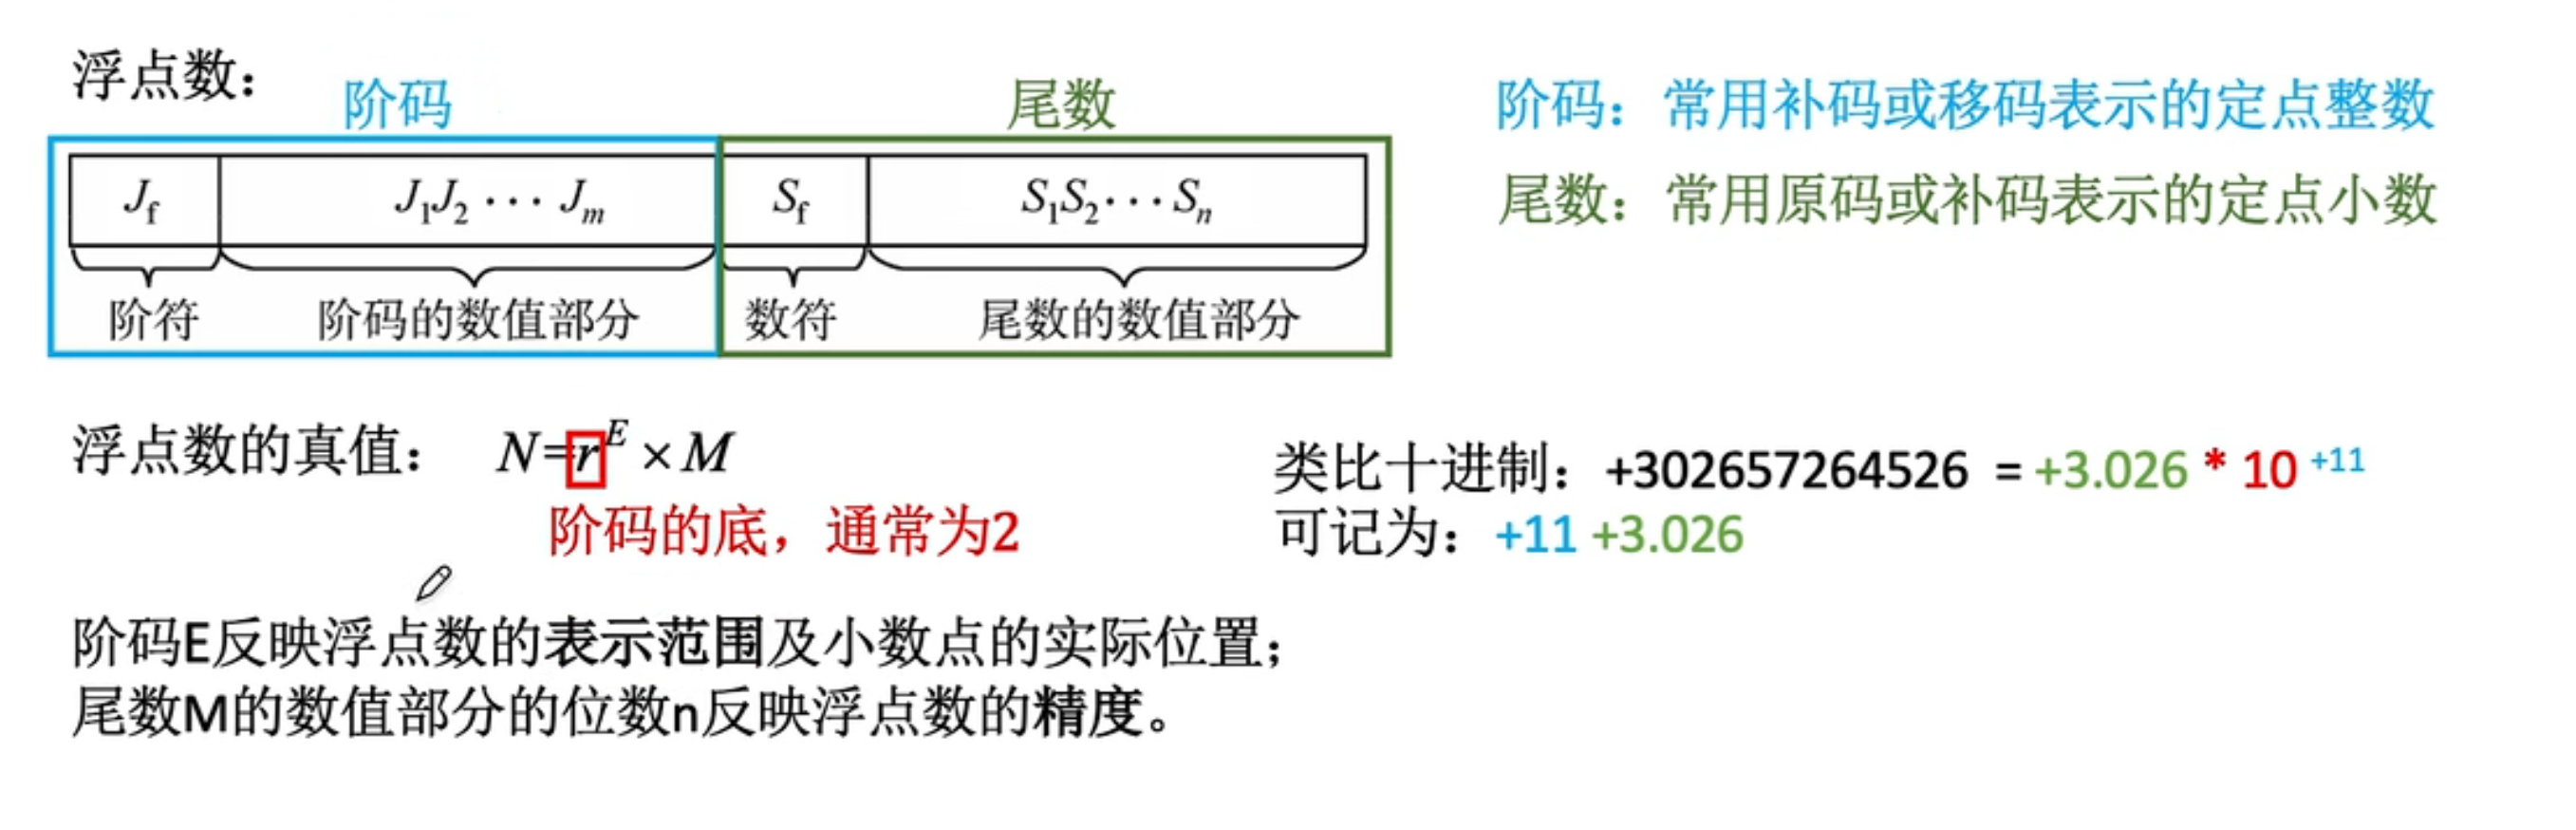 浮点数：
阶码 尾数
阶码：常用补码或移码表示的定点整数
J_f J_1J_2 ··· J_m S_f S_1S_2 ··· S_n
尾数：常用原码或补码表示的定点小数
阶符 阶码的数值部分 数符 尾数的数值部分
浮点数的真值： N=r^E×M
阶码的底，通常为2
类比十进制：+302657264526 = +3.026 * 10 ^+11
可记为：+11 +3.026
阶码E反映浮点数的表示范围及小数点的实际位置；
尾数M的数值部分的位数n反映浮点数的精度。